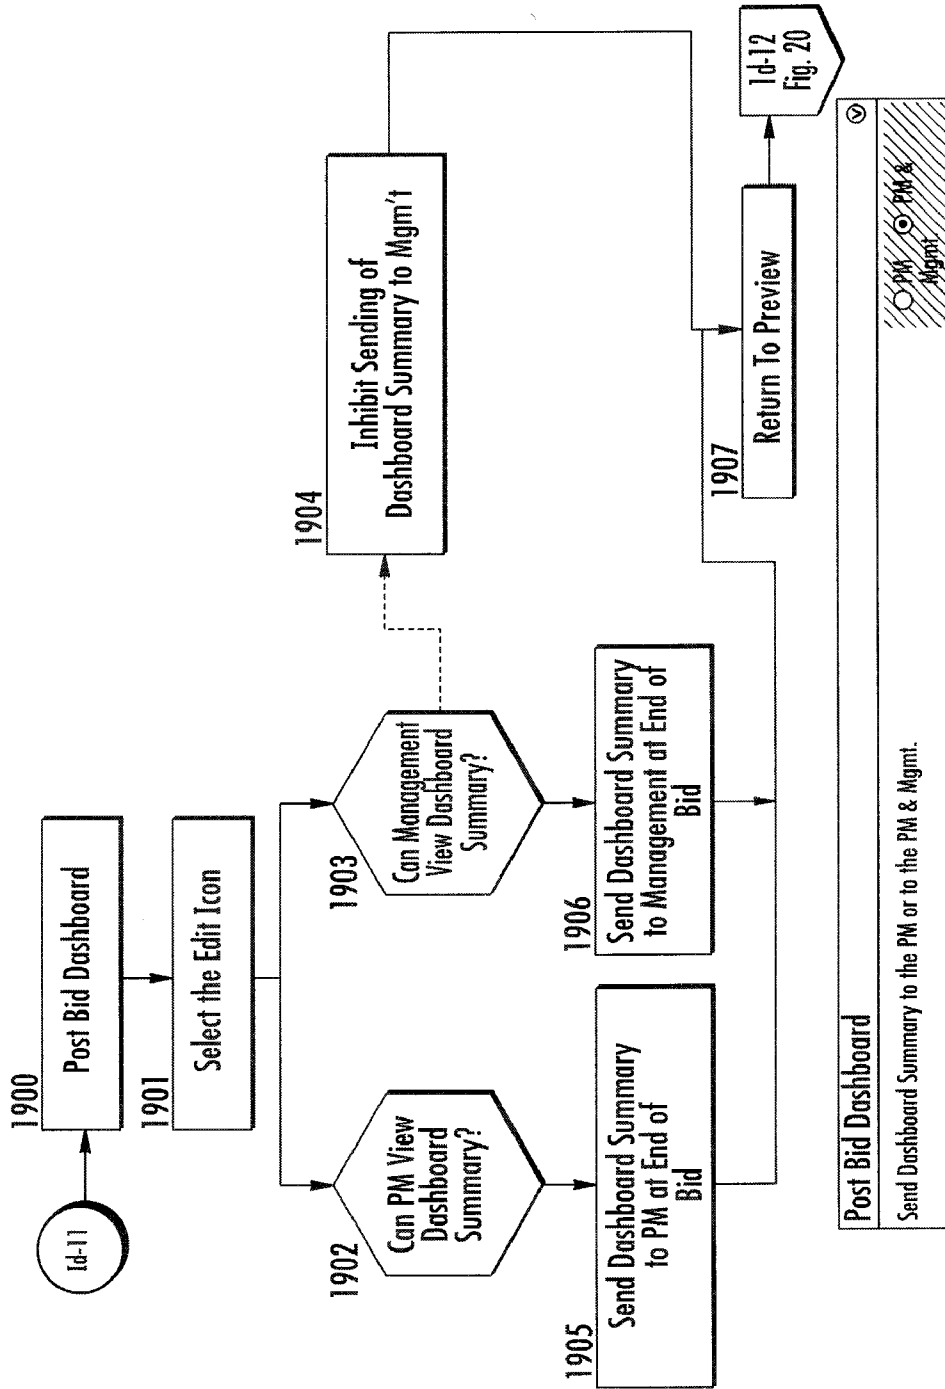 Id-11
1900
Post Bid Dashboard
1901
Select the Edit Icon
1902
Can PM View
Dashboard
Summary?
1903
Can Management
View Dashboard
Summary?
1904
Inhibit Sending of
Dashboard Summary to Mgm't
1905
Send Dashboard Summary
to PM at End of
Bid
1906
Send Dashboard Summary
to Management at End of
Bid
1907
Return To Preview
1d-12
Fig. 20
Post Bid Dashboard
Send Dashboard Summary to the PM or to the PM & Mgmt.
PM PM &
Mgmt